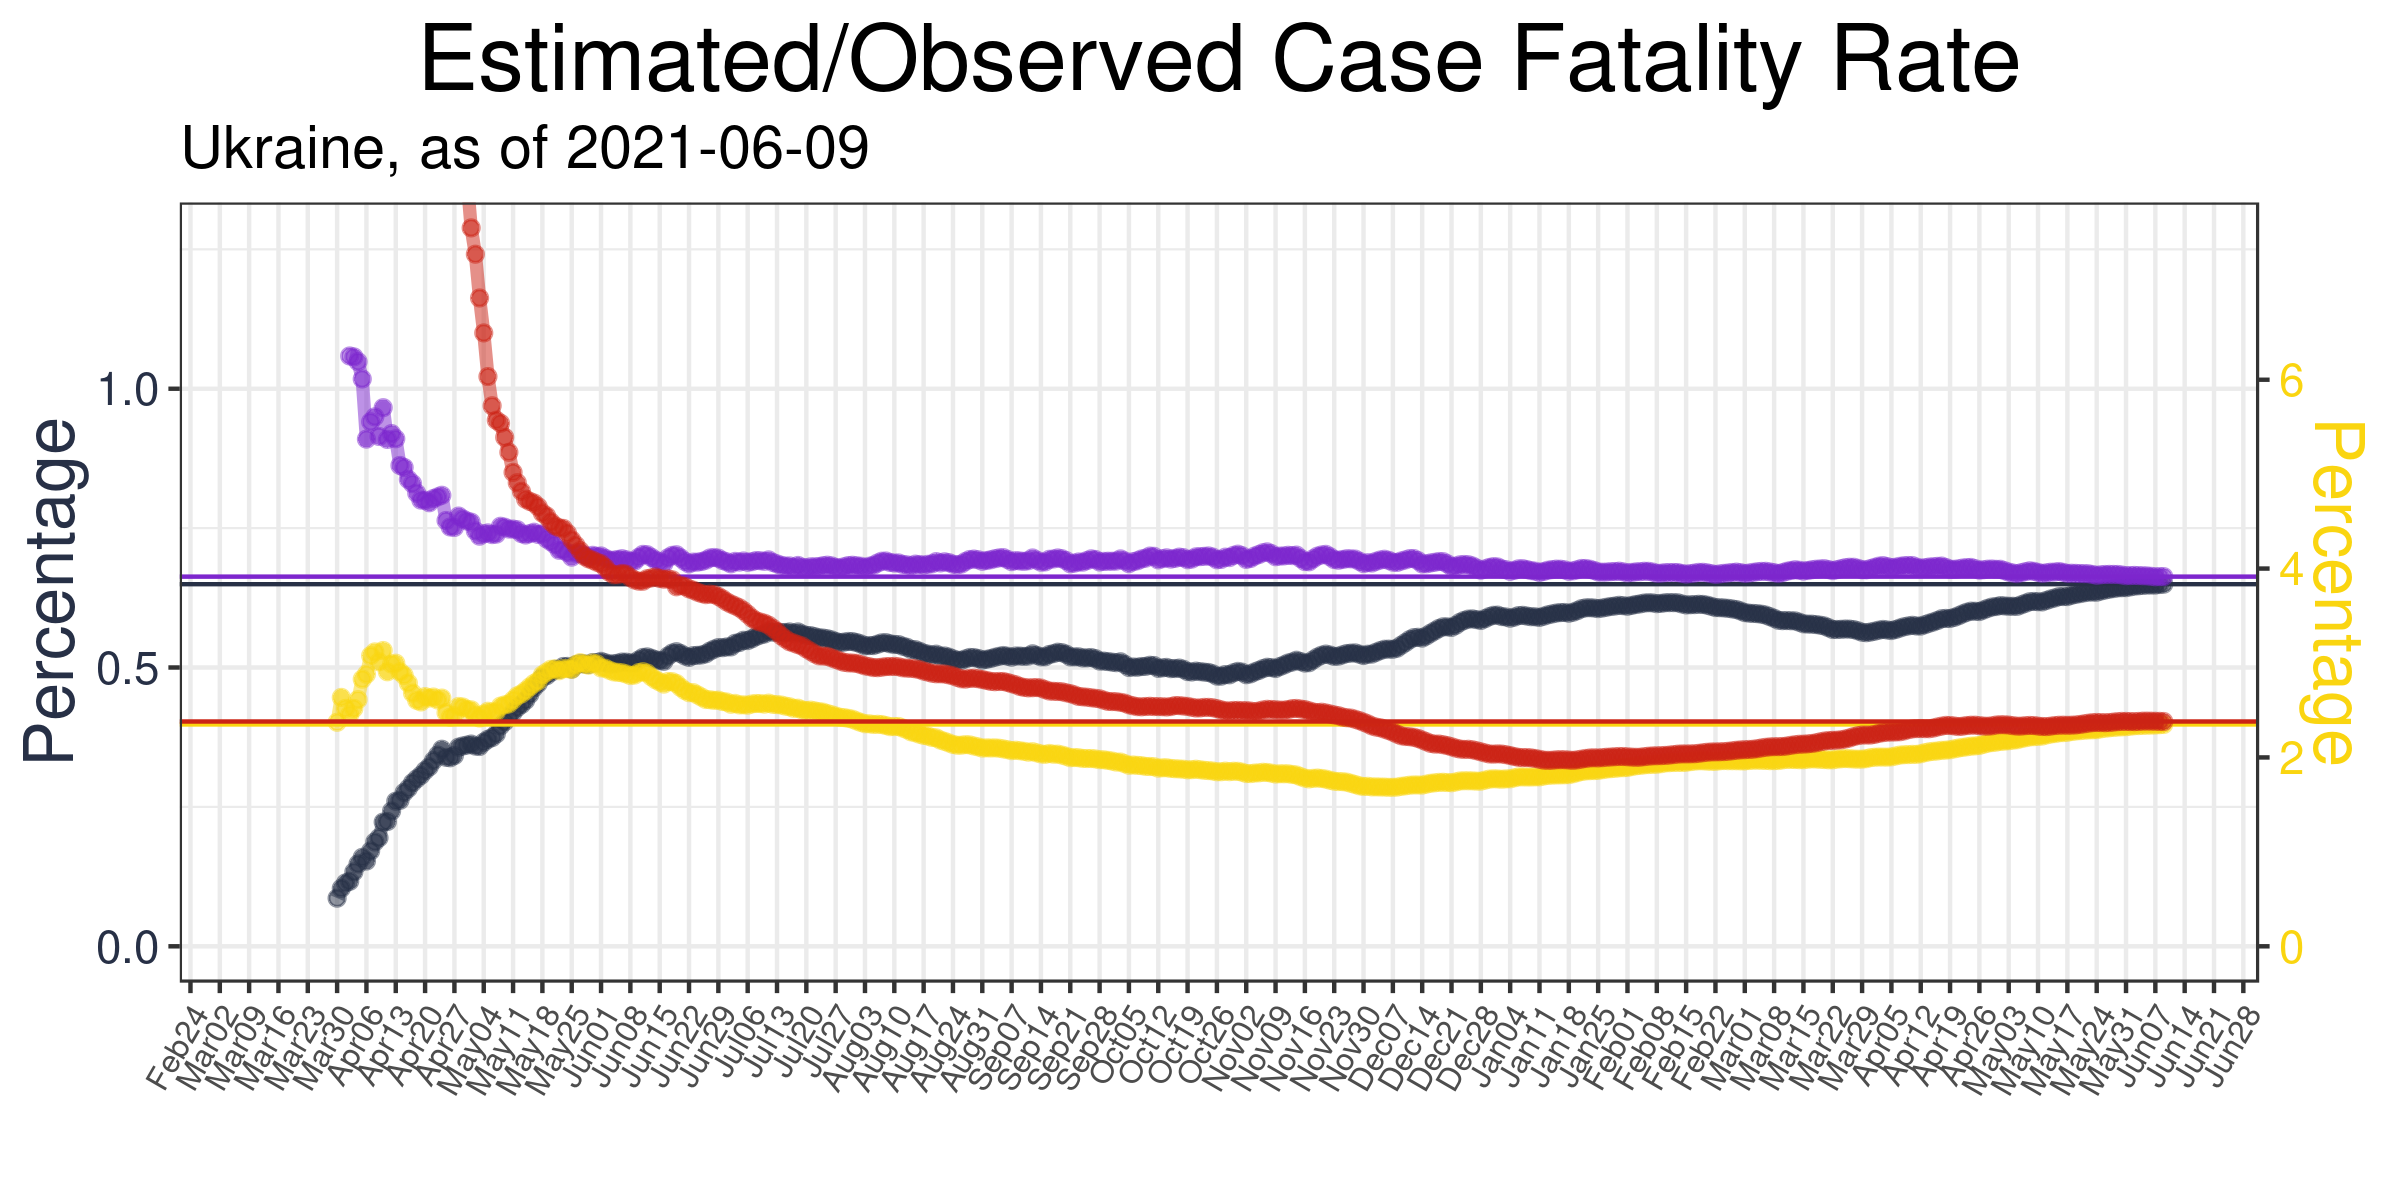 Estimated/Observed Case Fatality Rate
Ukraine, as of 2021-06-09
Percentage
1.0
0.5
0.0
6
4
2
0
Percentage
Feb24
Mar02
Mar09
Mar16
Mar23
Mar30
Apr06
Apr13
Apr20
Apr27
May04
May11
May18
May25
Jun01
Jun08
Jun15
Jun22
Jun29
Jul06
Jul13
Jul20
Jul27
Aug03
Aug10
Aug17
Aug24
Aug31
Sep07
Sep14
Sep21
Sep28
Oct05
Oct12
Oct19
Oct26
Nov02
Nov09
Nov16
Nov23
Nov30
Dec07
Dec14
Dec21
Dec28
Jan04
Jan11
Jan18
Jan25
Feb01
Feb08
Feb15
Feb22
Mar01
Mar08
Mar15
Mar22
Mar29
Apr05
Apr12
Apr19
Apr26
May03
May10
May17
May24
May31
Jun07
Jun14
Jun21
Jun28